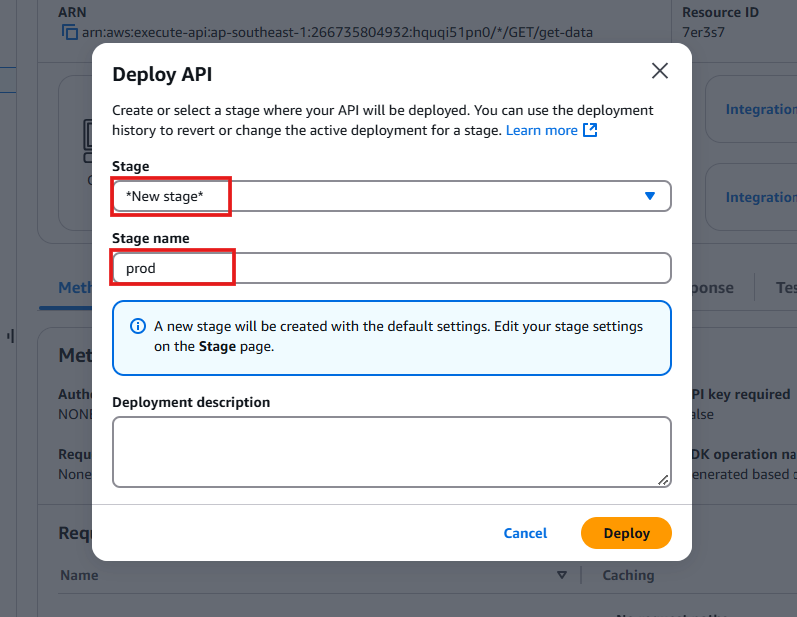 ARN
Resource ID
arn:aws:execute-api:ap-southeast-1:266735804932:hquqi51pn0/*/GET/get-data
7er3s7
Deploy API
Create or select a stage where your API will be deployed. You can use the deployment
history to revert or change the active deployment for a stage. Learn more
Stage
*New stage*
Stage name
prod
A new stage will be created with the default settings. Edit your stage settings
on the Stage page.
Deployment description
Cancel
Deploy
Integration
Integration
Meth
ponse
Tes
Met
Auth
NONE
PI key required
alse
Requ
None
DK operation na
enerated based o
Req
Name
Caching